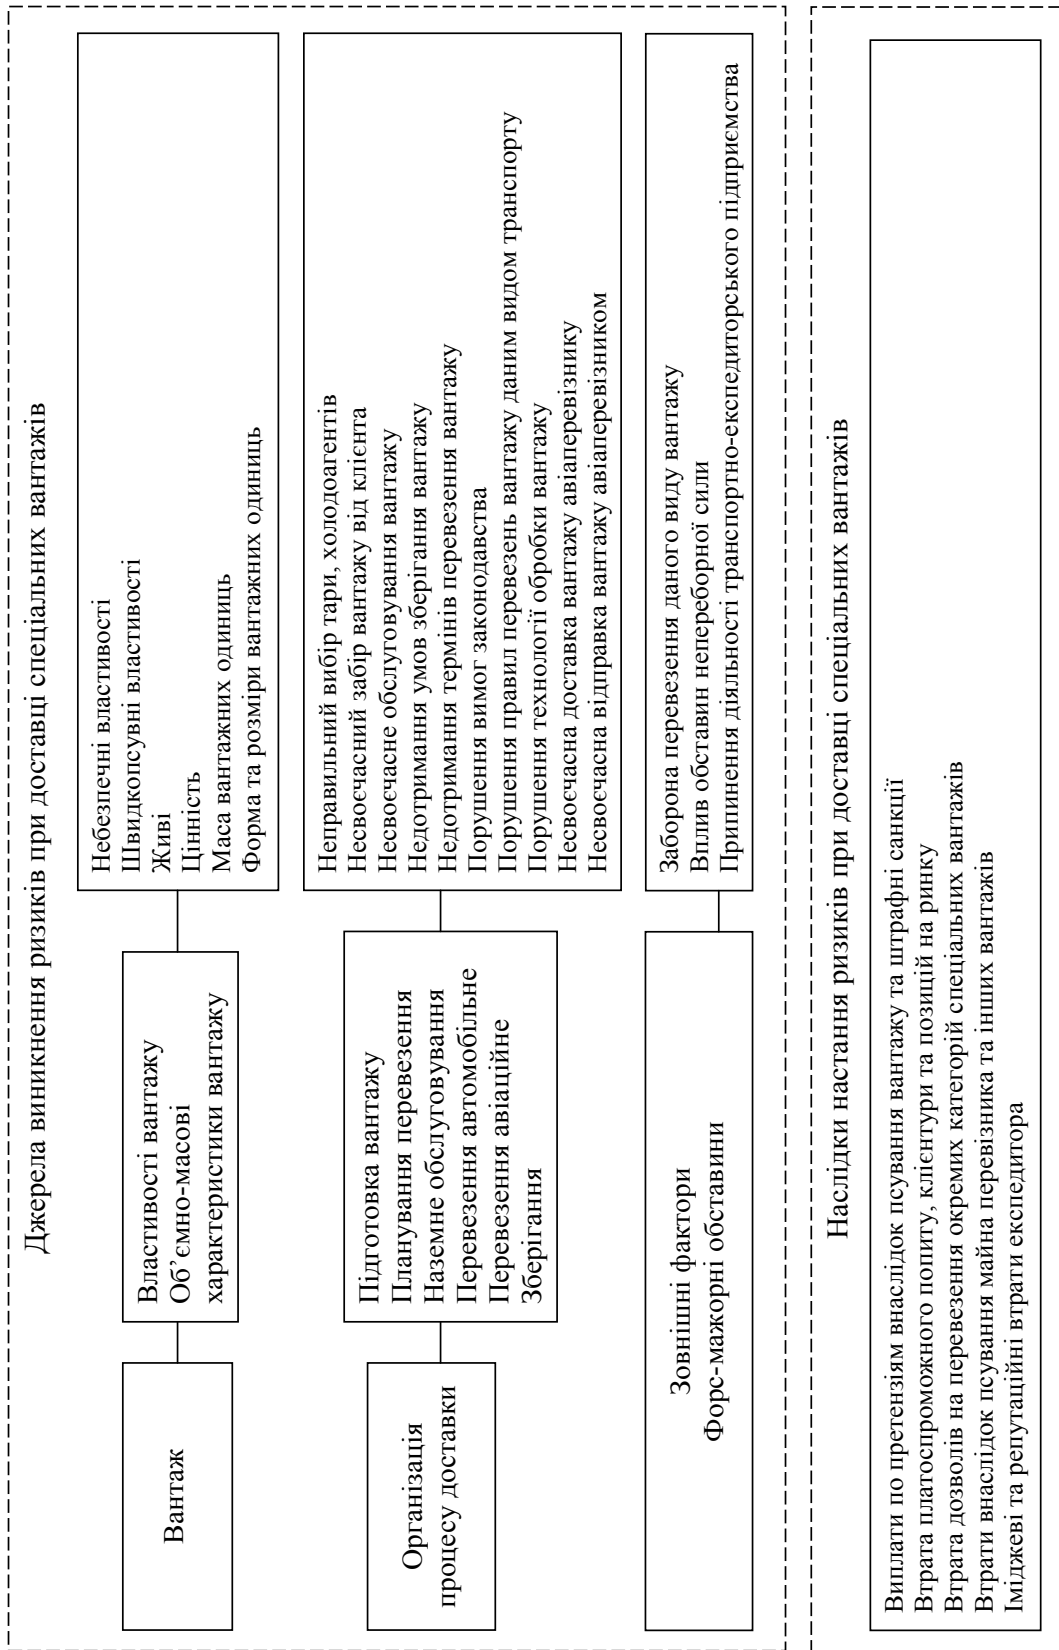 Джерела виникнення ризиків при доставці спеціальних вантажів
Вантаж
Властивості вантажу
Об’ємно-масові
характеристики вантажу
Небезпечні властивості
Швидкопсувні властивості
Живі
Цінність
Маса вантажних одиниць
Форма та розміри вантажних одиниць
Організація
процесу доставки
Підготовка вантажу
Планування перевезення
Наземне обслуговування
Перевезення автомобільне
Перевезення авіаційне
Зберігання
Неправильний вибір тари, холодоагентів
Несвоєчасний забір вантажу від клієнта
Несвоєчасне обслуговування вантажу
Недотримання умов зберігання вантажу
Недотримання термінів перевезення вантажу
Порушення вимог законодавства
Порушення правил перевезень вантажу даним видом транспорту
Порушення технології обробки вантажу
Несвоєчасна доставка вантажу авіаперевізнику
Несвоєчасна відправка вантажу авіаперевізником
Зовнішні фактори
Форс-мажорні обставини
Заборона перевезення даного виду вантажу
Вплив обставин непереборної сили
Припинення діяльності транспортно-експедиторського підприємства
Наслідки настання ризиків при доставці спеціальних вантажів
Виплати по претензіям внаслідок псування вантажу та штрафні санкції
Втрата платоспроможного попиту, клієнтури та позицій на ринку
Втрата дозволів на перевезення окремих категорій спеціальних вантажів
Втрати внаслідок псування майна перевізника та інших вантажів
Іміджеві та репутаційні втрати експедитора